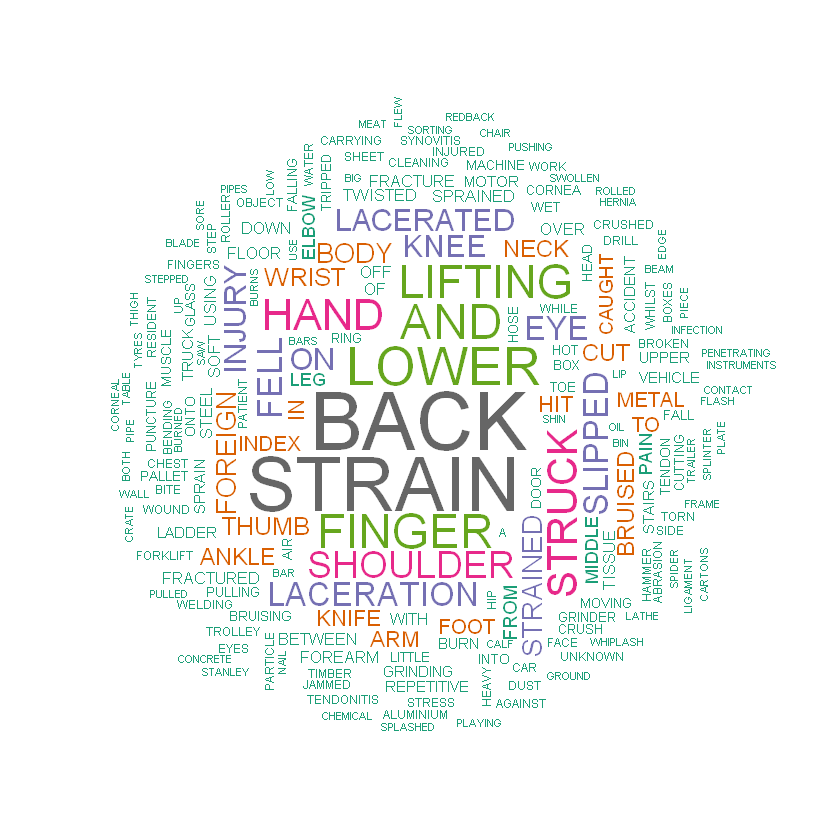 FLEW
REDBACK
MEAT
SORTING
CHAIR
CARRYING
SYNOVITIS
PUSHING
SHEET
INJURED
CLEANING
MACHINE
WORK
WATER
LOW
FALLING
TRIPPED
BIG
FRACTURE
MOTOR
SWOLLEN
PIPES
OBJECT
TWISTED
SPRAINED
CORNEA
ROLLED
HERNIA
SORE
ROLLER
ELBOW
LACERATED
WET
BLADE
STEP
DOWN
USE
BODY
KNEE
NECK
OVER
CRUSHED
DRILL
EDGE
FLOOR
HEAD
FINGERS
STEPPED
INJURY
BURNS
WRIST
OFF
OF
LIFTING
CAUGHT
ACCIDENT
BEAM
THIGH
UP
GLASS
USING
HAND
AND
HOSE
WHILE
EYE
WHILST
BOXES
PIECE
INFECTION
TYRES
RESIDENT
MUSCLE
TRUCK
SAW
SOFT
FELL
BARS
RING
ON
LOWER
HOT
BOX
CUT
BROKEN
UPPER
PENETRATING
INSTRUMENTS
CORNEAL
TABLE
PUNCTURE
BENDING
BURNED
ONTO
STEEL
PATIENT
LEG
TOE
LIP
VEHICLE
CONTACT
FLASH
FOREIGN
IN
BACK
HIT
SHIN
SLIPPED
METAL
TO
FALL
PLATE
BOTH
PIPE
INDEX
OIL
BIN
PAIN
TENDON
CUTTING
TRAILER
SPLINTER
WALL
CHEST
PALLET
BITE
SPRAIN
STRAIN
DOOR
STRUCK
BRUISED
STAIRS
FRAME
CRATE
WOUND
THUMB
FINGER
A
MIDDLE
TISSUE
TORN
SIDE
LADDER
AIR
STRAINED
HAMMER
ABRASION
SPIDER
LIGAMENT
CARTONS
FORKLIFT
ANKLE
SHOULDER
FRACTURED
BAR
PULLED
PULLING
WELDING
LACERATION
HIP
FROM
MOVING
LATHE
BRUISING
KNIFE
WITH
FOOT
GRINDER
CRUSH
TROLLEY
BETWEEN
ARM
BURN
CALF
FACE
WHIPLASH
EYES
CONCRETE
PARTICLE
NAIL
FOREARM
LITTLE
INTO
UNKNOWN
STANLEY
TIMBER
GRINDING
HEAVY
CAR
GROUND
JAMMED
REPETITIVE
DUST
TENDONITIS
STRESS
AGAINST
CHEMICAL
ALUMINIUM
SPLASHED
PLAYING